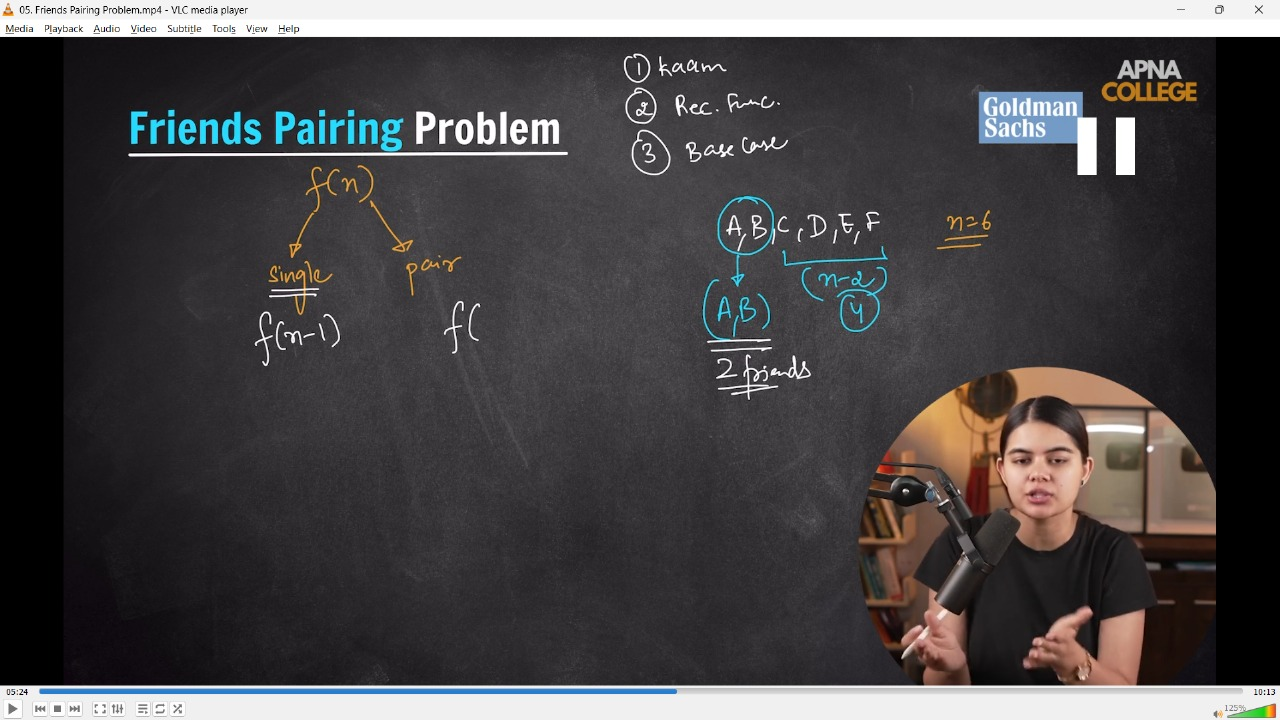 05. Friends Pairing Problem.mp4 - VLC media player
Media Playback Audio Video Subtitle Tools View Help
① Kaam
② Rec. Func.
③ Base Case
APNA
COLLEGE
Goldman
Sachs
Friends Pairing Problem
f(n)
single
pair
f(n-1)
f(
A,B,C,D,E,F
n=6
(n-2)
4
(A,B)
2 friends
05:24
10:13
125%